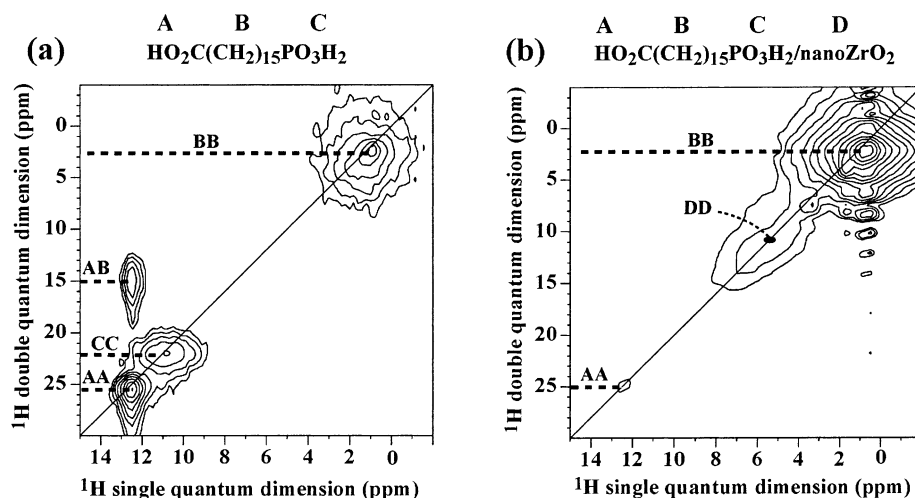 A B C
(a) HO₂C(CH₂)₁₅PO₃H₂
¹H double quantum dimension (ppm)
0
5
10
15
20
25
BB
AB
CC
AA
14 12 10 8 6 4 2 0
¹H single quantum dimension (ppm)
A B C D
(b) HO₂C(CH₂)₁₅PO₃H₂/nanoZrO₂
¹H double quantum dimension (ppm)
0
5
10
15
20
25
BB
DD
AA
14 12 10 8 6 4 2 0
¹H single quantum dimension (ppm)